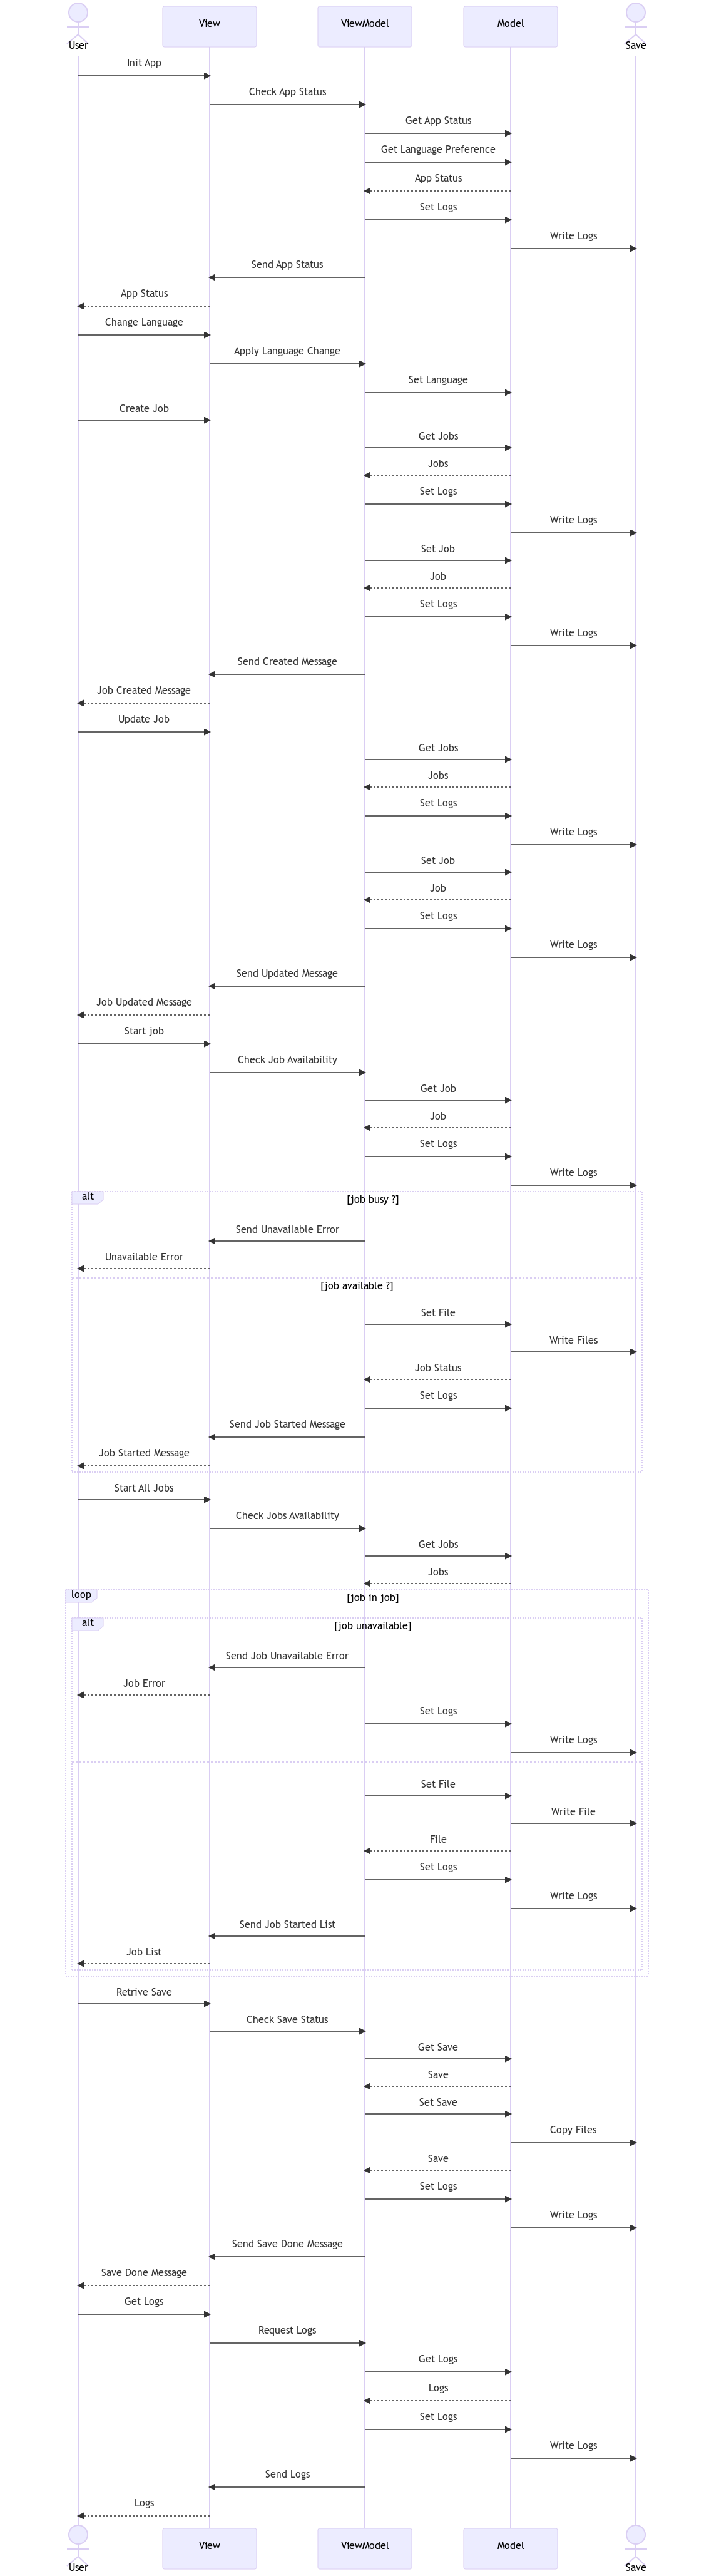 User
View
ViewModel
Model
Save
Init App
Check App Status
Get App Status
Get Language Preference
App Status
Set Logs
Write Logs
Send App Status
App Status
Change Language
Apply Language Change
Set Language
Create Job
Get Jobs
Jobs
Set Logs
Write Logs
Set Job
Job
Set Logs
Write Logs
Send Created Message
Job Created Message
Update Job
Get Jobs
Jobs
Set Logs
Write Logs
Set Job
Job
Set Logs
Write Logs
Send Updated Message
Job Updated Message
Start job
Check Job Availability
Get Job
Job
Set Logs
Write Logs
alt
[job busy ?]
Send Unavailable Error
Unavailable Error
[job available ?]
Set File
Write Files
Job Status
Set Logs
Send Job Started Message
Job Started Message
Start All Jobs
Check Jobs Availability
Get Jobs
Jobs
loop
[job in job]
alt
[job unavailable]
Send Job Unavailable Error
Job Error
Set Logs
Write Logs
Set File
Write File
File
Set Logs
Write Logs
Send Job Started List
Job List
Retrive Save
Check Save Status
Get Save
Save
Set Save
Copy Files
Save
Set Logs
Write Logs
Send Save Done Message
Save Done Message
Get Logs
Request Logs
Get Logs
Logs
Set Logs
Write Logs
Send Logs
Logs
User
View
ViewModel
Model
Save